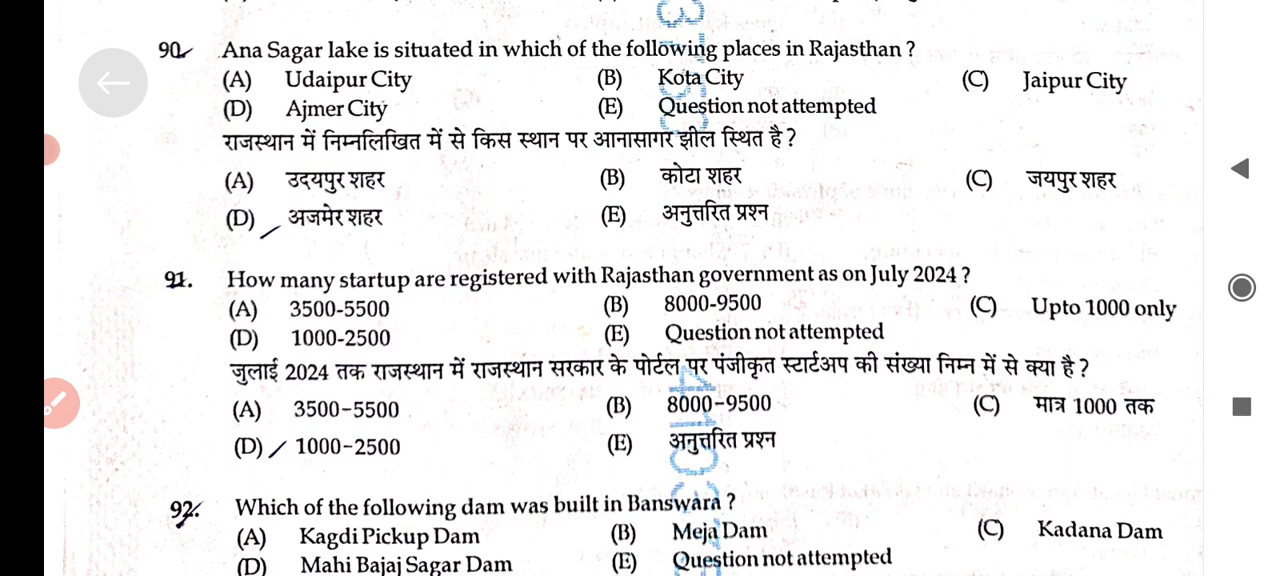 90. Ana Sagar lake is situated in which of the following places in Rajasthan ?
(A) Udaipur City (B) Kota City (C) Jaipur City
(D) Ajmer City (E) Question not attempted
राजस्थान में निम्नलिखित में से किस स्थान पर आनासागर झील स्थित है ?
(A) उदयपुर शहर (B) कोटा शहर (C) जयपुर शहर
(D) अजमेर शहर (E) अनुत्तरित प्रश्न
91. How many startup are registered with Rajasthan government as on July 2024 ?
(A) 3500-5500 (B) 8000-9500 (C) Upto 1000 only
(D) 1000-2500 (E) Question not attempted
जुलाई 2024 तक राजस्थान में राजस्थान सरकार के पोर्टल पर पंजीकृत स्टार्टअप की संख्या निम्न में से क्या है ?
(A) 3500-5500 (B) 8000-9500 (C) मात्र 1000 तक
(D) 1000-2500 (E) अनुत्तरित प्रश्न
92. Which of the following dam was built in Banswara ?
(A) Kagdi Pickup Dam (B) Meja Dam (C) Kadana Dam
(D) Mahi Bajaj Sagar Dam (E) Question not attempted